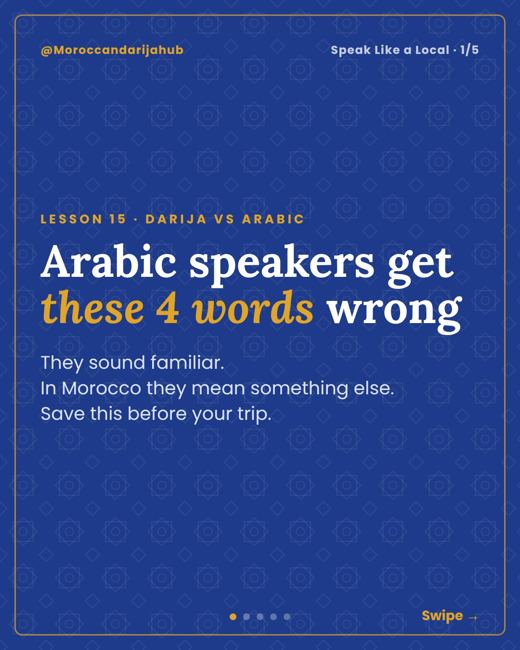 @Moroccandarijahub
Speak Like a Local · 1/5
LESSON 15 · DARIJA VS ARABIC
Arabic speakers get
these 4 words wrong
They sound familiar.
In Morocco they mean something else.
Save this before your trip.
Swipe →